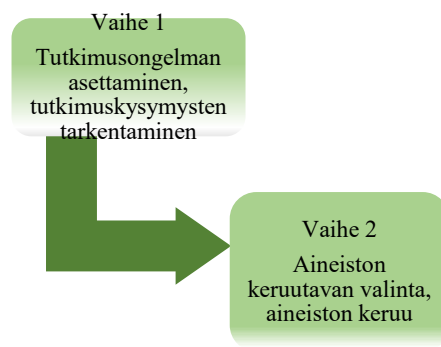 Vaihe 1
Tutkimusongelman
asettaminen,
tutkimuskysymysten
tarkentaminen
Vaihe 2
Aineiston
keruutavan valinta,
aineiston keruu